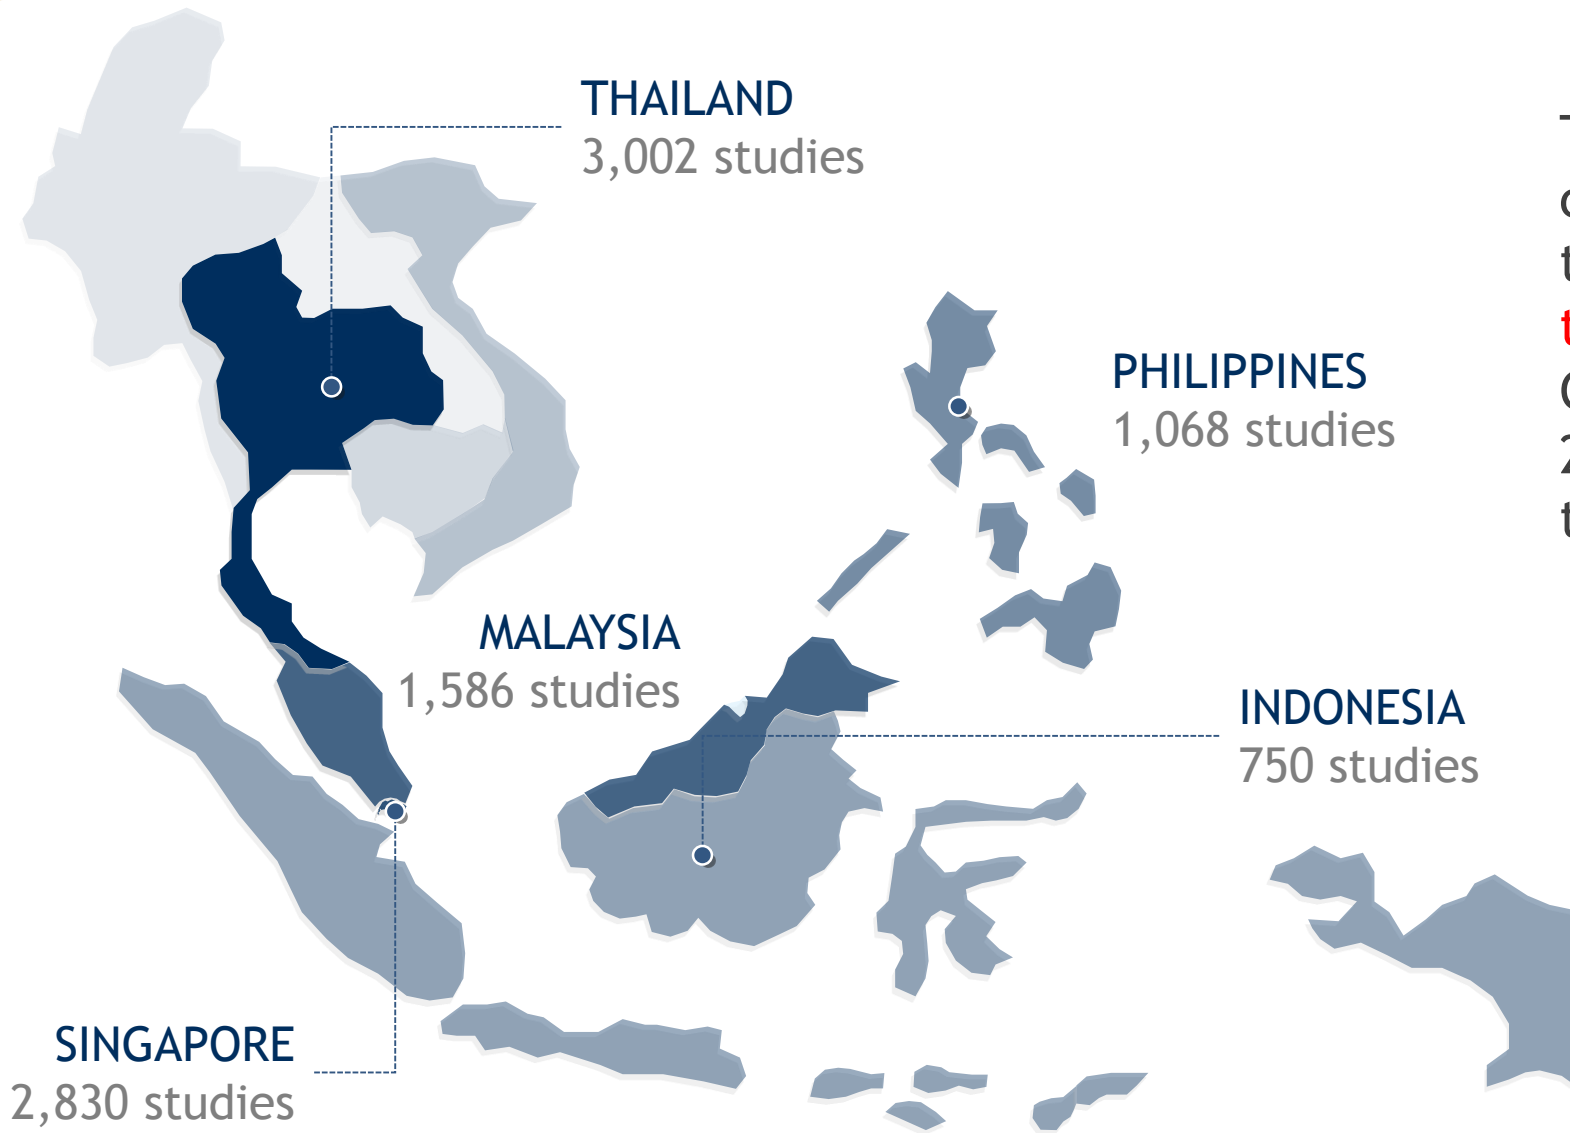 THAILAND
3,002 studies
PHILIPPINES
1,068 studies
MALAYSIA
1,586 studies
INDONESIA
750 studies
SINGAPORE
2,830 studies